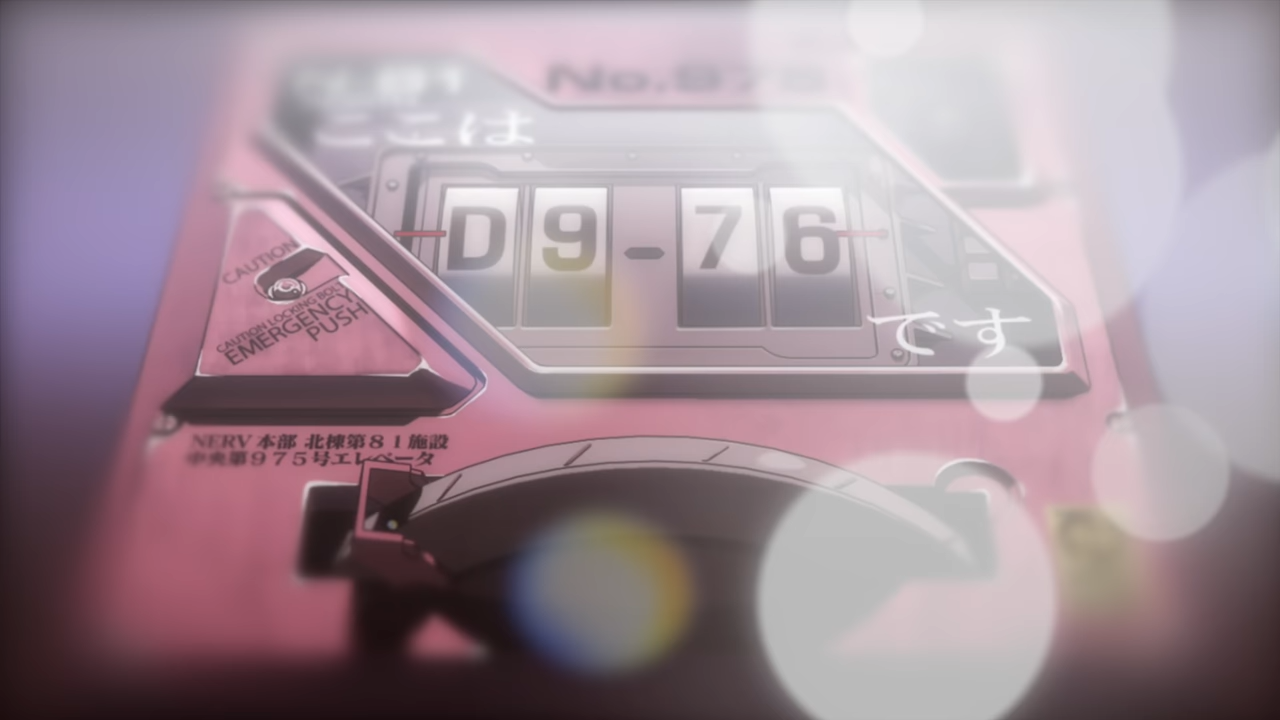 No.975
ここは
D9-76
です
CAUTION
CAUTION LOCKING BOLT
EMERGENCY
PUSH
NERV 本部 北棟第８１施設
中央第９７５号エレベータ